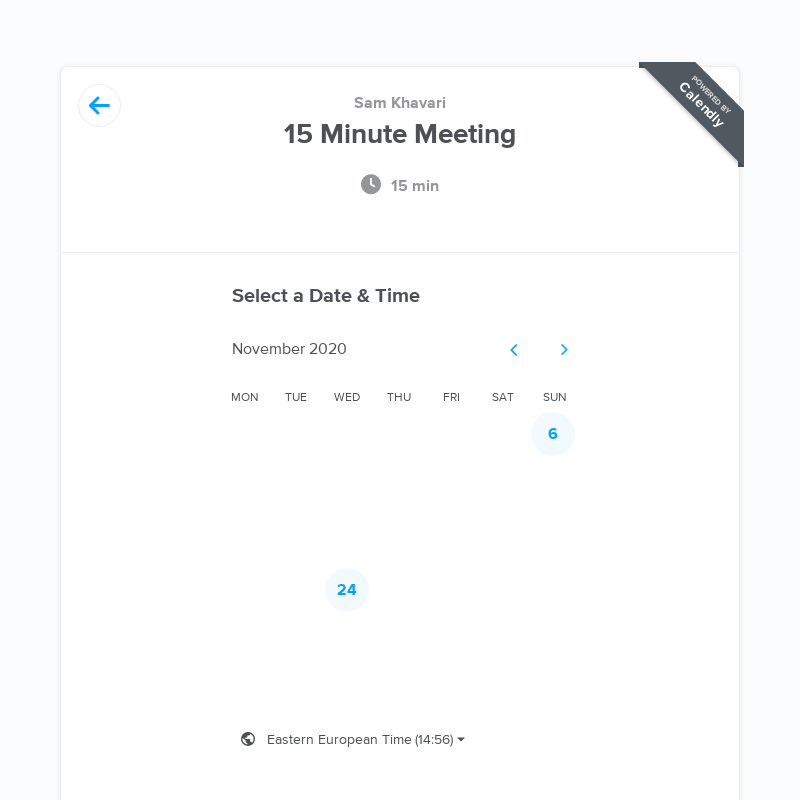 POWERED BY
Calendly
Sam Khavari
15 Minute Meeting
15 min
Select a Date & Time
November 2020
MON TUE WED THU FRI SAT SUN
6
24
Eastern European Time (14:56)